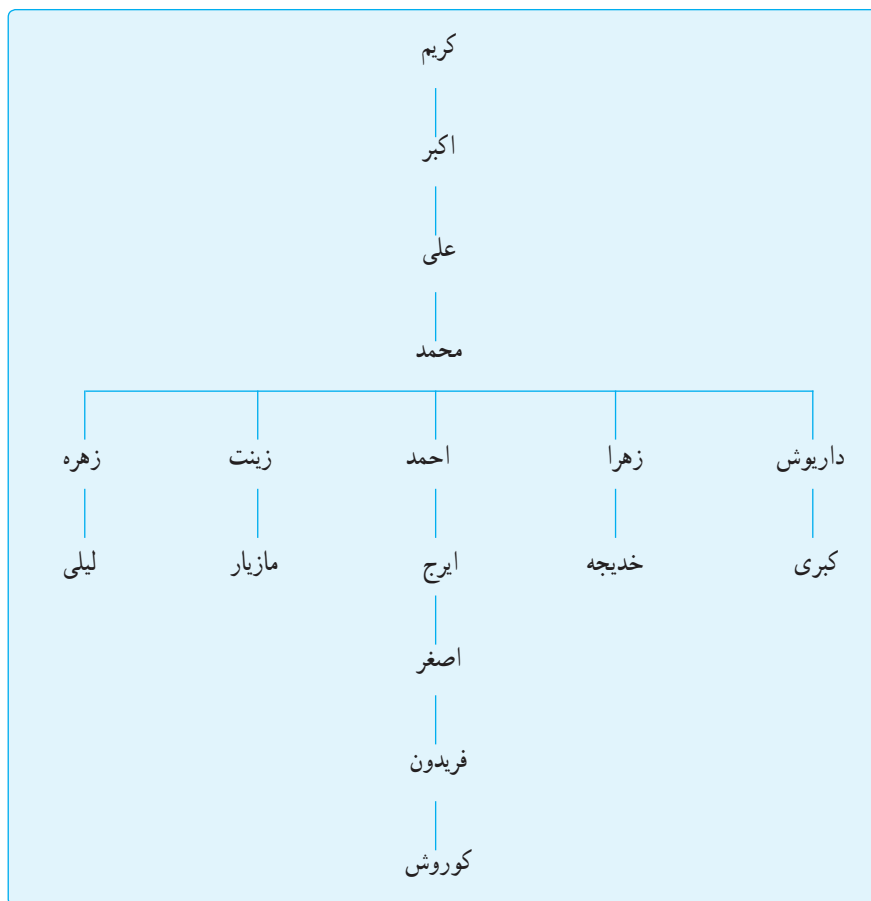 کریم
اکبر
علی
محمد
داریوش زهرا احمد زینت زهره
کبری خدیجه ایرج مازیار لیلی
اصغر
فریدون
کوروش